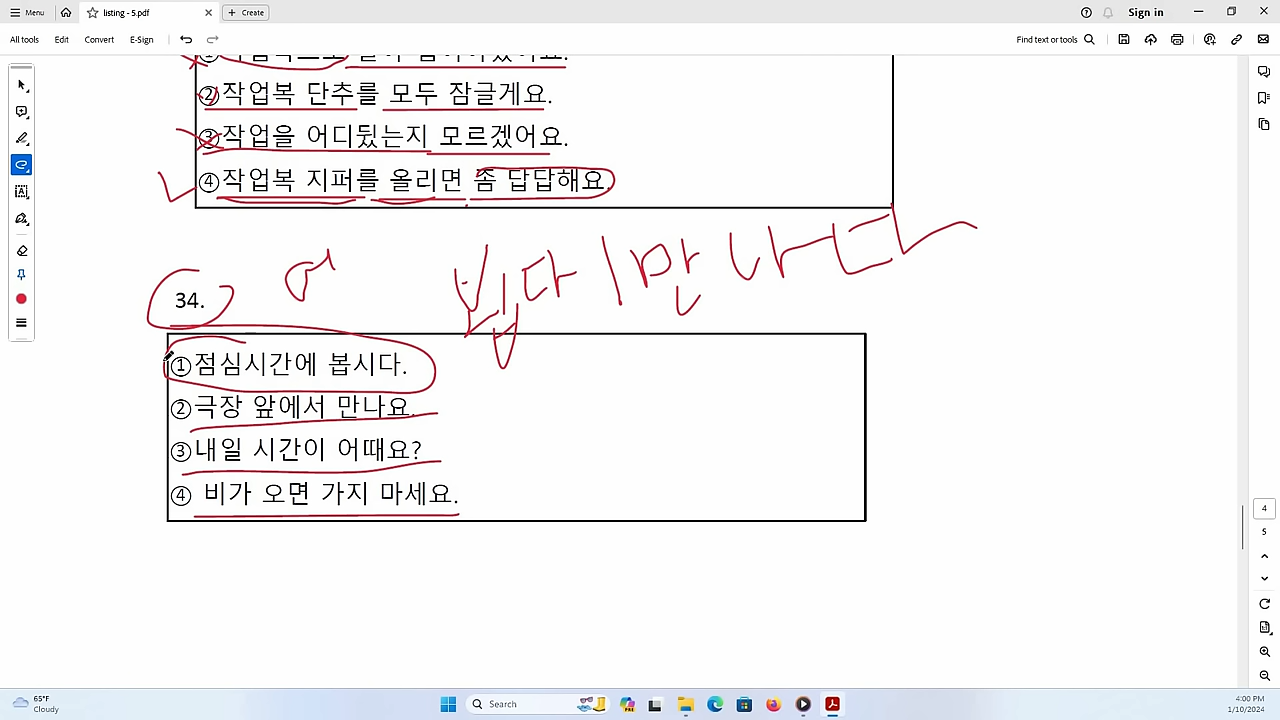 Menu listing - 5.pdf Create Sign in
All tools Edit Convert E-Sign Find text or tools
②작업복 단추를 모두 잠글게요.
③작업을 어디뒀는지 모르겠어요.
④작업복 지퍼를 올리면 좀 답답해요.
34.
만나다
①점심시간에 봅시다.
②극장 앞에서 만나요.
③내일 시간이 어때요?
④ 비가 오면 가지 마세요.
4
5
65°F
Cloudy
Search
4:00 PM
1/10/2024